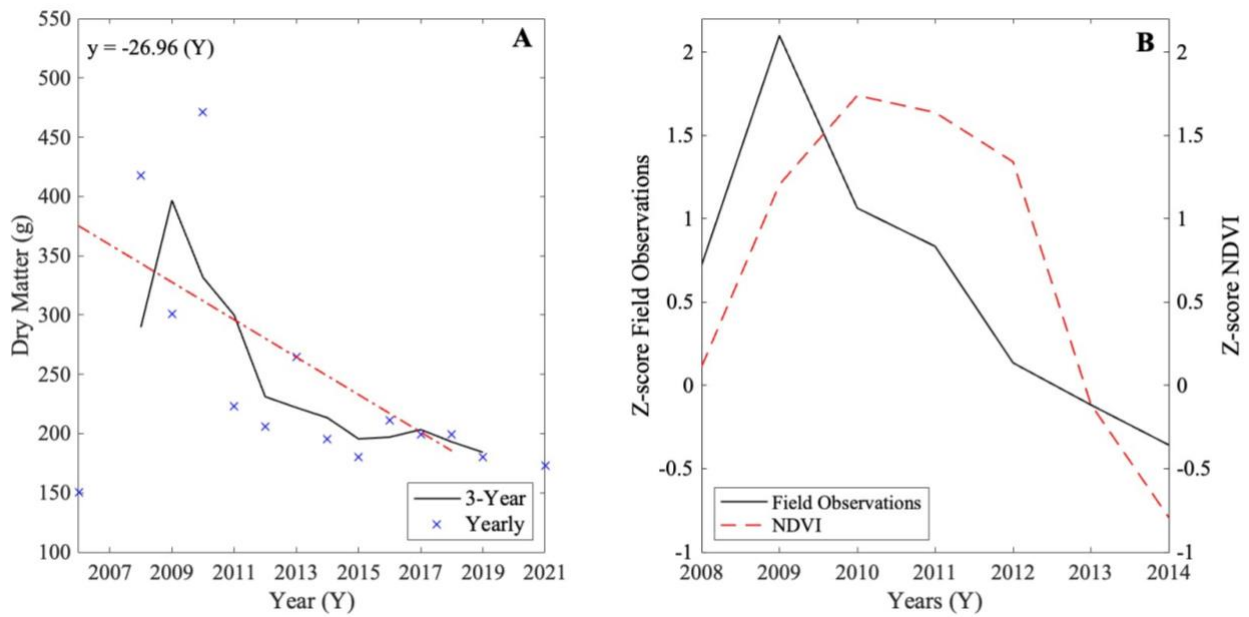 A
y = -26.96 (Y)
550
500
450
400
350
300
250
200
150
100
Dry Matter (g)
3-Year
Yearly
2007 2009 2011 2013 2015 2017 2019 2021
Year (Y)
B
2
1.5
1
0.5
0
-0.5
-1
Z-score Field Observations
Field Observations
NDVI
2
1.5
1
0.5
0
-0.5
-1
Z-score NDVI
2008 2009 2010 2011 2012 2013 2014
Years (Y)